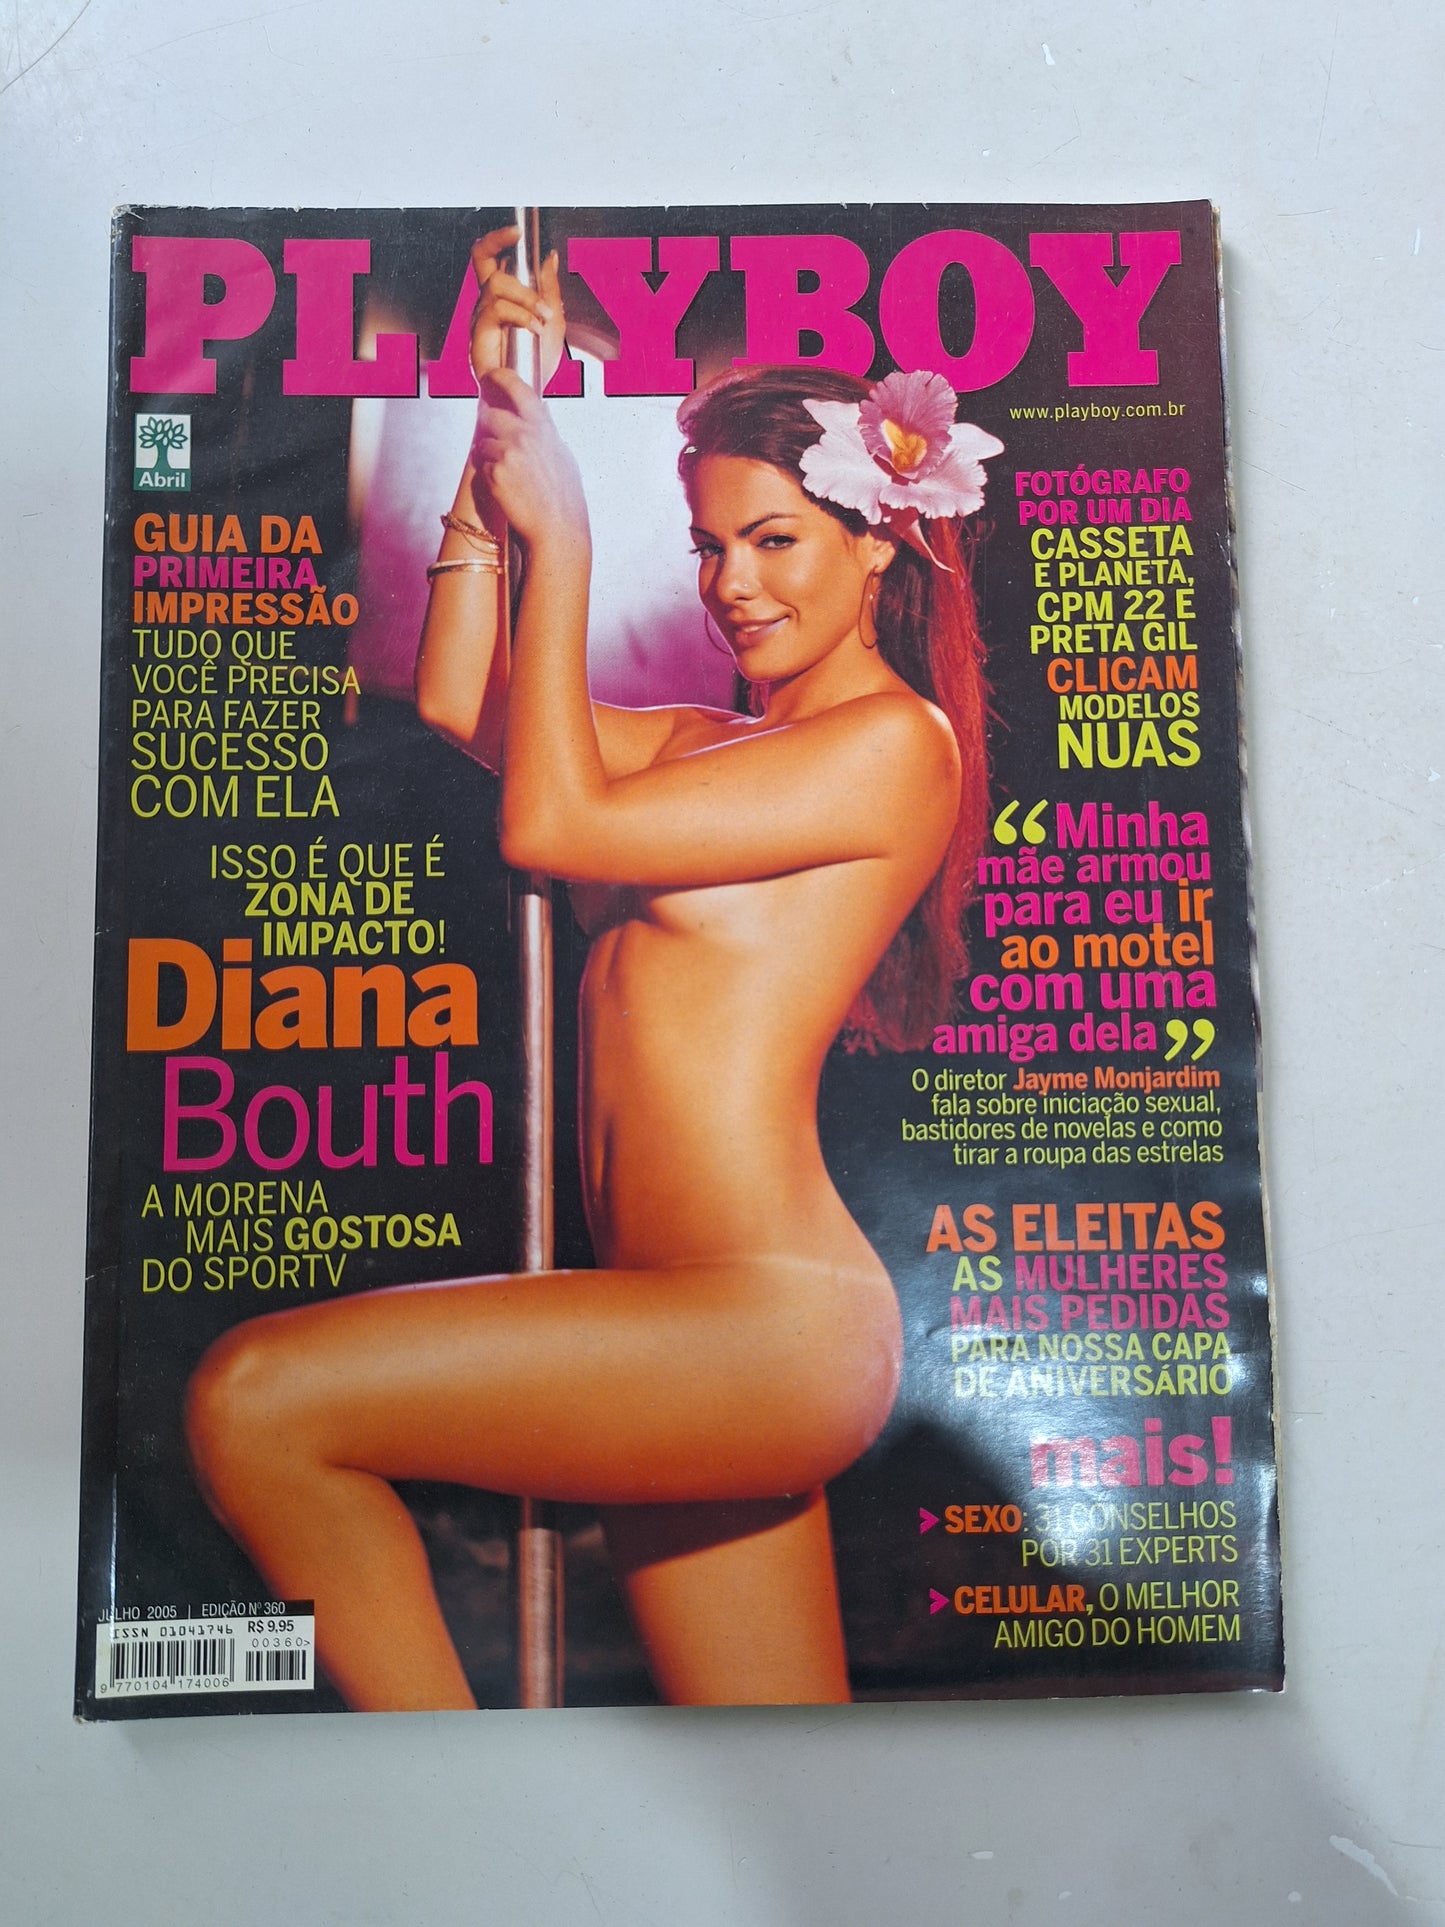 PLAYBOY
www.playboy.com.br
Abril
GUIA DA
PRIMEIRA
IMPRESSÃO
TUDO QUE
VOCÊ PRECISA
PARA FAZER
SUCESSO
COM ELA
ISSO É QUE É
ZONA DE
IMPACTO!
Diana
Bouth
A MORENA
MAIS GOSTOSA
DO SPORTV
FOTÓGRAFO
POR UM DIA
CASSETA
E PLANETA,
CPM 22 E
PRETA GIL
CLICAM
MODELOS
NUAS
“Minha
mãe armou
para eu ir
ao motel
com uma
amiga dela”
O diretor Jayme Monjardim
fala sobre iniciação sexual,
bastidores de novelas e como
tirar a roupa das estrelas
AS ELEITAS
AS MULHERES
MAIS PEDIDAS
PARA NOSSA CAPA
DE ANIVERSÁRIO
mais!
> SEXO: 31 CONSELHOS
POR 31 EXPERTS
> CELULAR, O MELHOR
AMIGO DO HOMEM
JULHO 2005 | EDIÇÃO Nº 360
ISSN 01041746 R$ 9,95
00360>
9 770104 174006